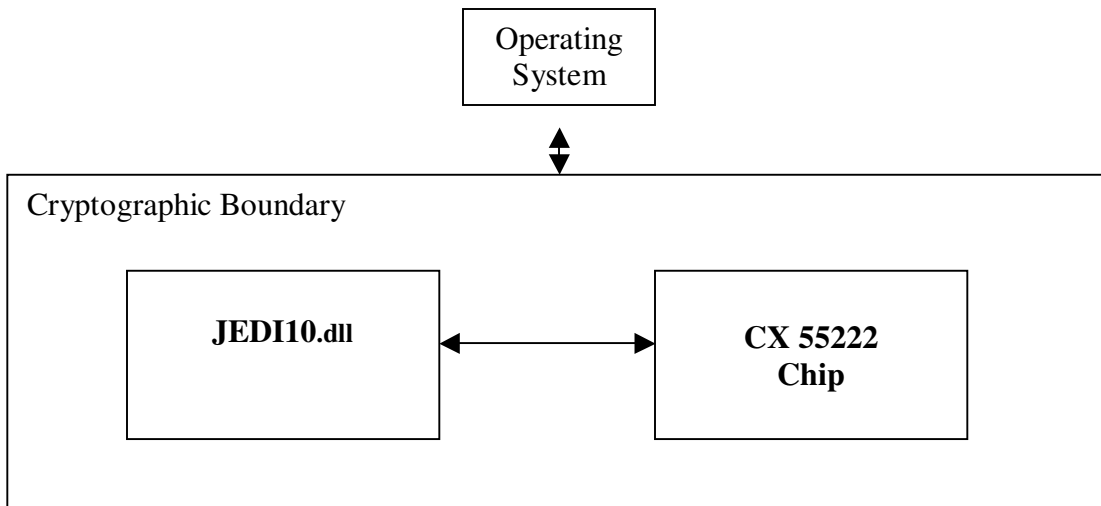 Operating
System
Cryptographic Boundary
JEDI10.dll
CX 55222
Chip